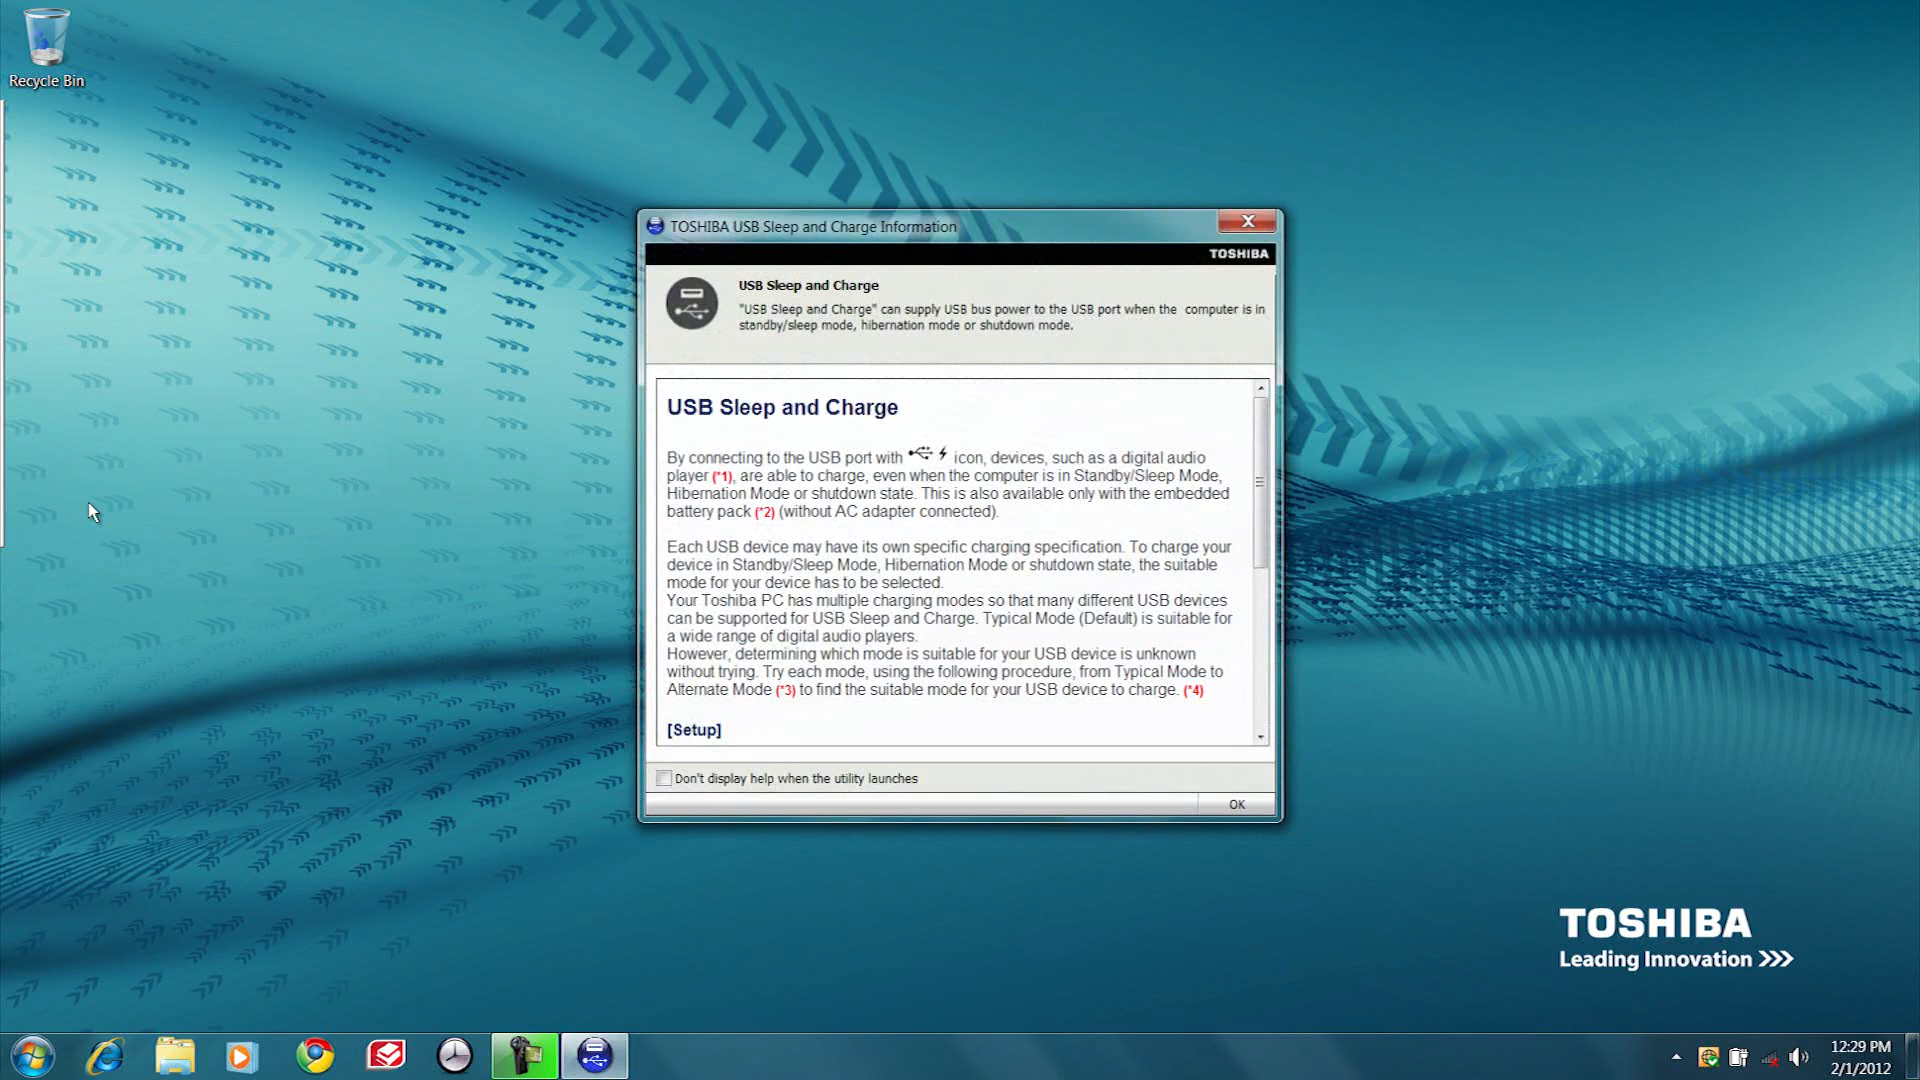 Recycle Bin
TOSHIBA USB Sleep and Charge Information
X
TOSHIBA
USB Sleep and Charge
"USB Sleep and Charge" can supply USB bus power to the USB port when the computer is in
standby/sleep mode, hibernation mode or shutdown mode.
USB Sleep and Charge
By connecting to the USB port with icon, devices, such as a digital audio
player (*1), are able to charge, even when the computer is in Standby/Sleep Mode,
Hibernation Mode or shutdown state. This is also available only with the embedded
battery pack (*2) (without AC adapter connected).
Each USB device may have its own specific charging specification. To charge your
device in Standby/Sleep Mode, Hibernation Mode or shutdown state, the suitable
mode for your device has to be selected.
Your Toshiba PC has multiple charging modes so that many different USB devices
can be supported for USB Sleep and Charge. Typical Mode (Default) is suitable for
a wide range of digital audio players.
However, determining which mode is suitable for your USB device is unknown
without trying. Try each mode, using the following procedure, from Typical Mode to
Alternate Mode (*3) to find the suitable mode for your USB device to charge. (*4)
[Setup]
Don't display help when the utility launches
OK
TOSHIBA
Leading Innovation >>>
12:29 PM
2/1/2012